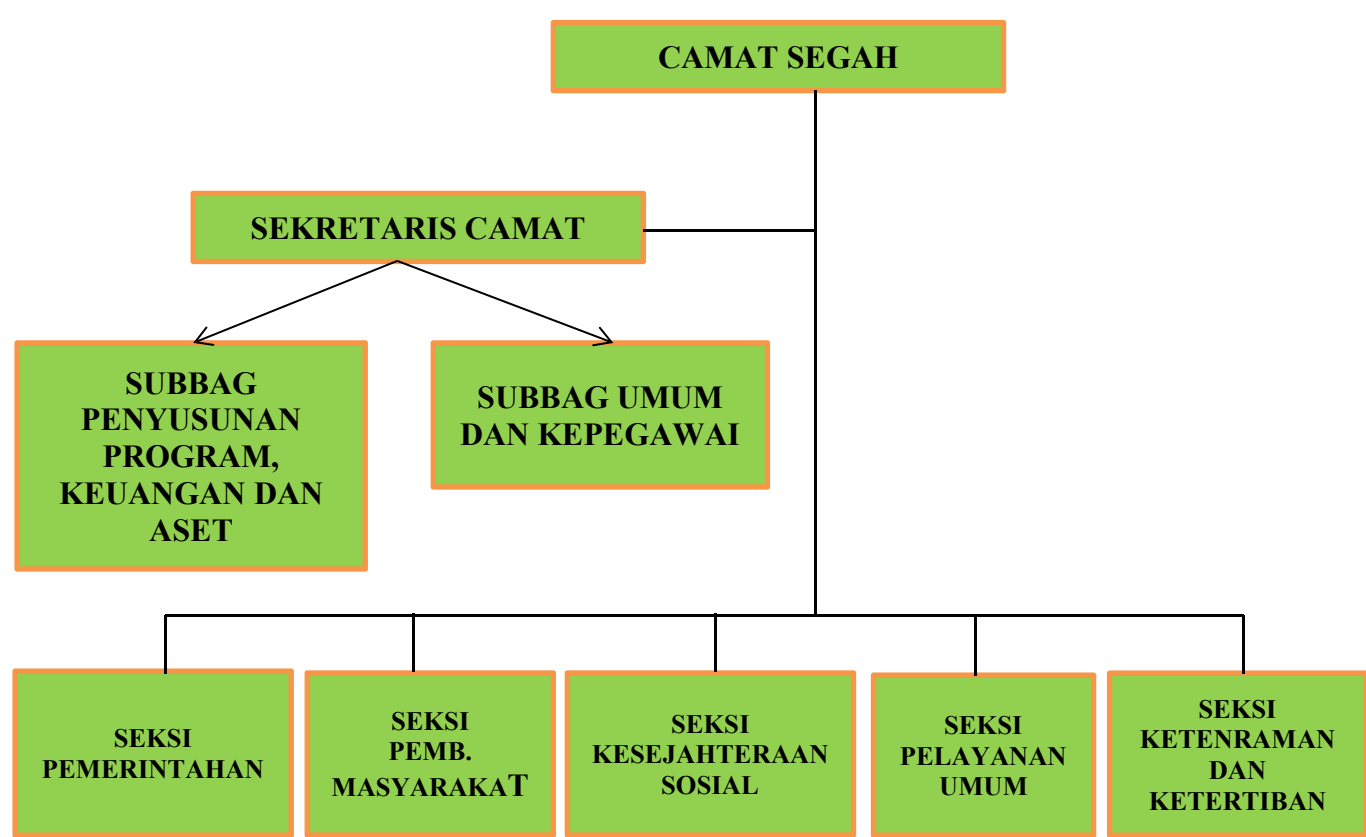 CAMAT SEGAH
SEKRETARIS CAMAT
SUBBAG
PENYUSUNAN
PROGRAM,
KEUANGAN DAN
ASET
SUBBAG UMUM
DAN KEPEGAWAI
SEKSI
PEMERINTAHAN
SEKSI
PEMB.
MASYARAKAT
SEKSI
KESEJAHTERAAN
SOSIAL
SEKSI
PELAYANAN
UMUM
SEKSI
KETENRAMAN
DAN
KETERTIBAN